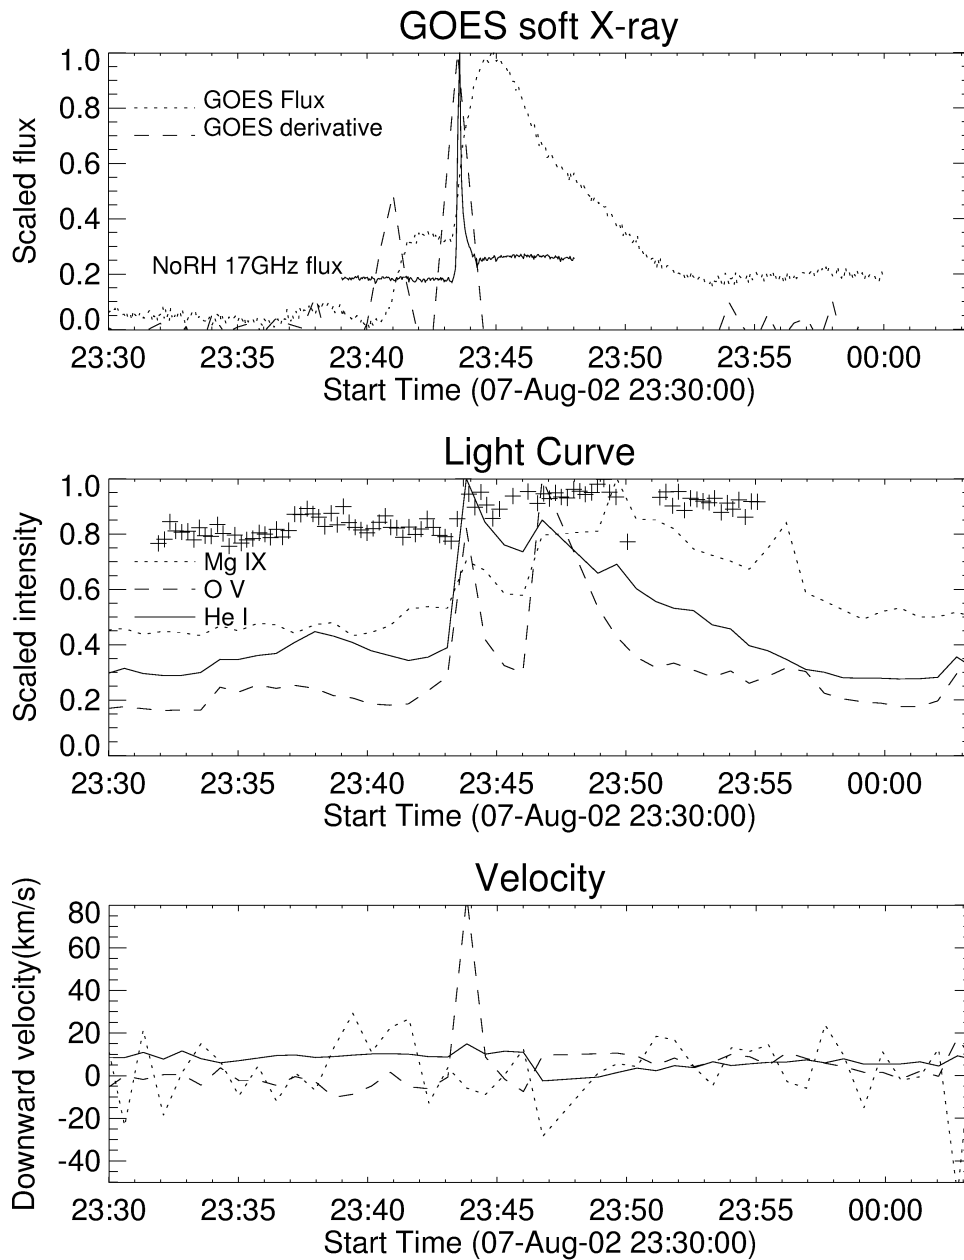 GOES soft X-ray
Scaled flux
1.0
0.8
0.6
0.4
0.2
0.0
GOES Flux
GOES derivative
NoRH 17GHz flux
23:30 23:35 23:40 23:45 23:50 23:55 00:00
Start Time (07-Aug-02 23:30:00)
Light Curve
Scaled intensity
1.0
0.8
0.6
0.4
0.2
0.0
Mg IX
O V
He I
23:30 23:35 23:40 23:45 23:50 23:55 00:00
Start Time (07-Aug-02 23:30:00)
Velocity
Downward velocity(km/s)
80
60
40
20
0
-20
-40
23:30 23:35 23:40 23:45 23:50 23:55 00:00
Start Time (07-Aug-02 23:30:00)